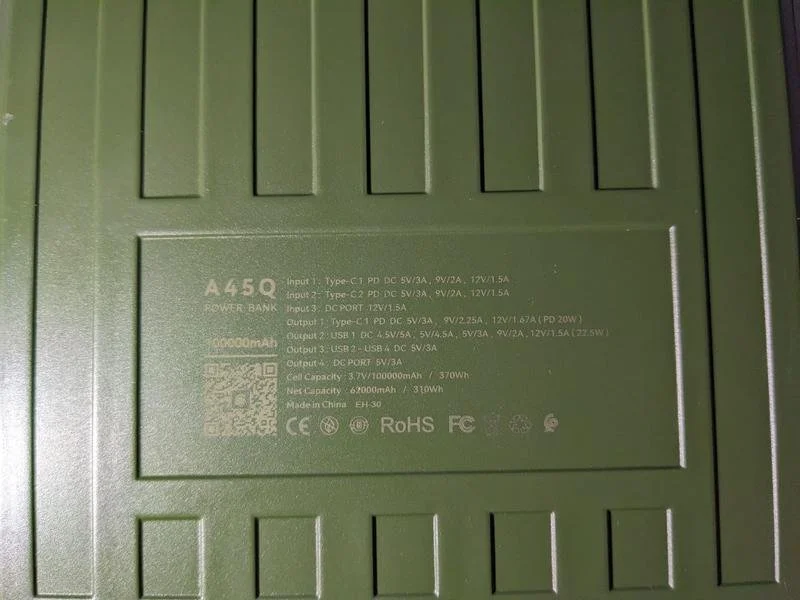 A45Q
POWER BANK
100000mAh
Input 1: Type-C1 PD DC 5V/3A, 9V/2A, 12V/1.5A
Input 2: Type-C2 PD DC 5V/3A, 9V/2A, 12V/1.5A
Input 3: DC PORT 12V/1.5A
Output 1: Type-C1 PD DC 5V/3A, 9V/2.25A, 12V/1.67A (PD 20W)
Output 2: USB 1 DC 4.5V/5A, 5V/4.5A, 5V/3A, 9V/2A, 12V/1.5A (22.5W)
Output 3: USB 2 - USB 4 DC 5V/3A
Output 4: DC PORT 5V/3A
Cell Capacity: 3.7V/100000mAh / 370Wh
Net Capacity: 62000mAh / 310Wh
Made in China EH-30
CE RoHS FC